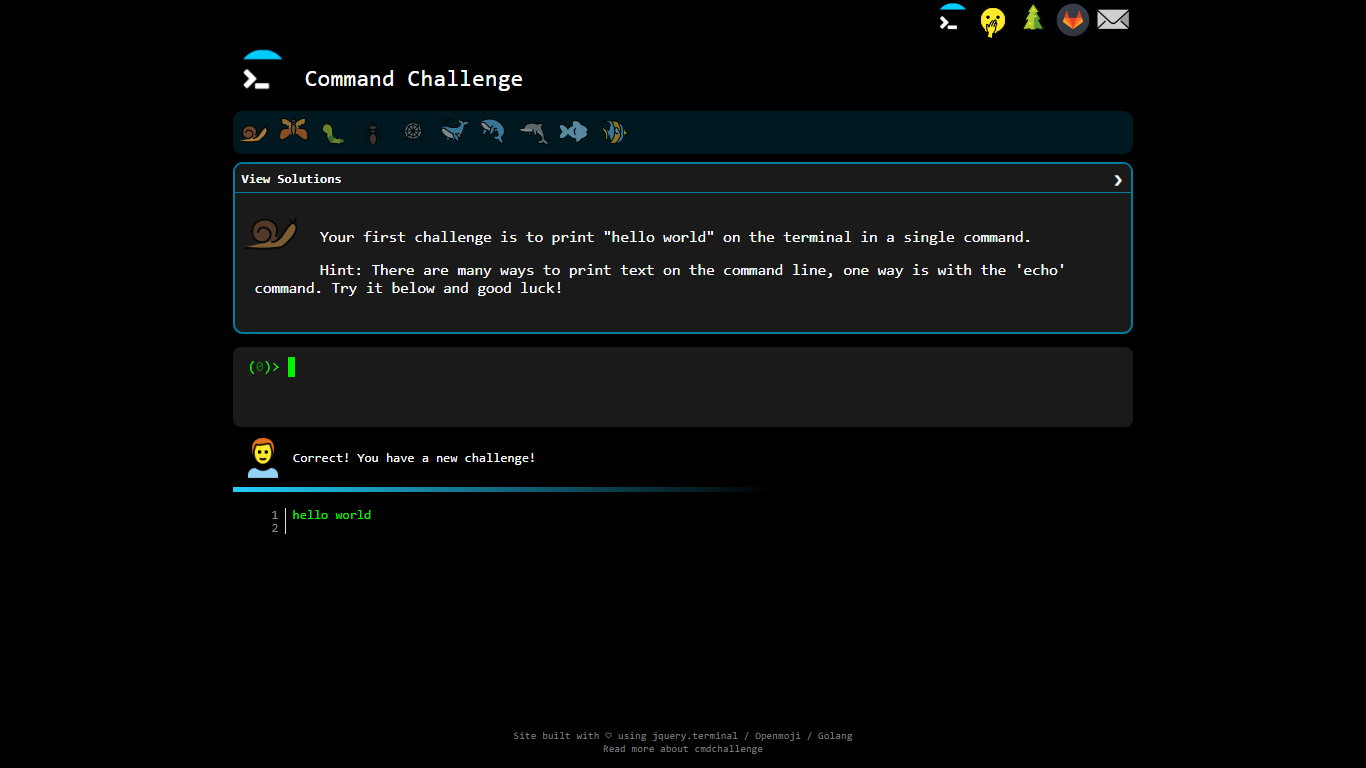 Command Challenge
View Solutions ❯
Your first challenge is to print "hello world" on the terminal in a single command.
Hint: There are many ways to print text on the command line, one way is with the 'echo'
command. Try it below and good luck!
(0)>
Correct! You have a new challenge!
1 hello world
2
Site built with ♡ using jquery.terminal / Openmoji / Golang
Read more about cmdchallenge